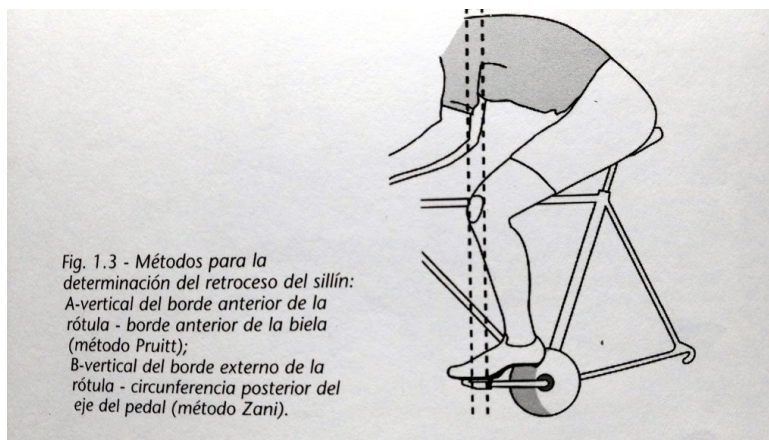 Fig. 1.3 - Métodos para la
determinación del retroceso del sillín:
A-vertical del borde anterior de la
rótula - borde anterior de la biela
(método Pruitt);
B-vertical del borde externo de la
rótula - circunferencia posterior del
eje del pedal (método Zani).